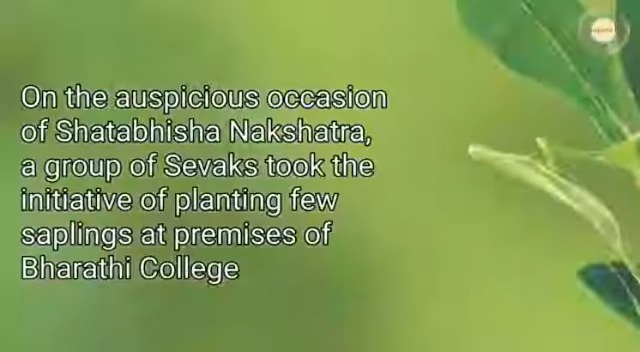 On the auspicious occasion
of Shatabhisha Nakshatra,
a group of Sevaks took the
initiative of planting few
saplings at premises of
Bharathi College